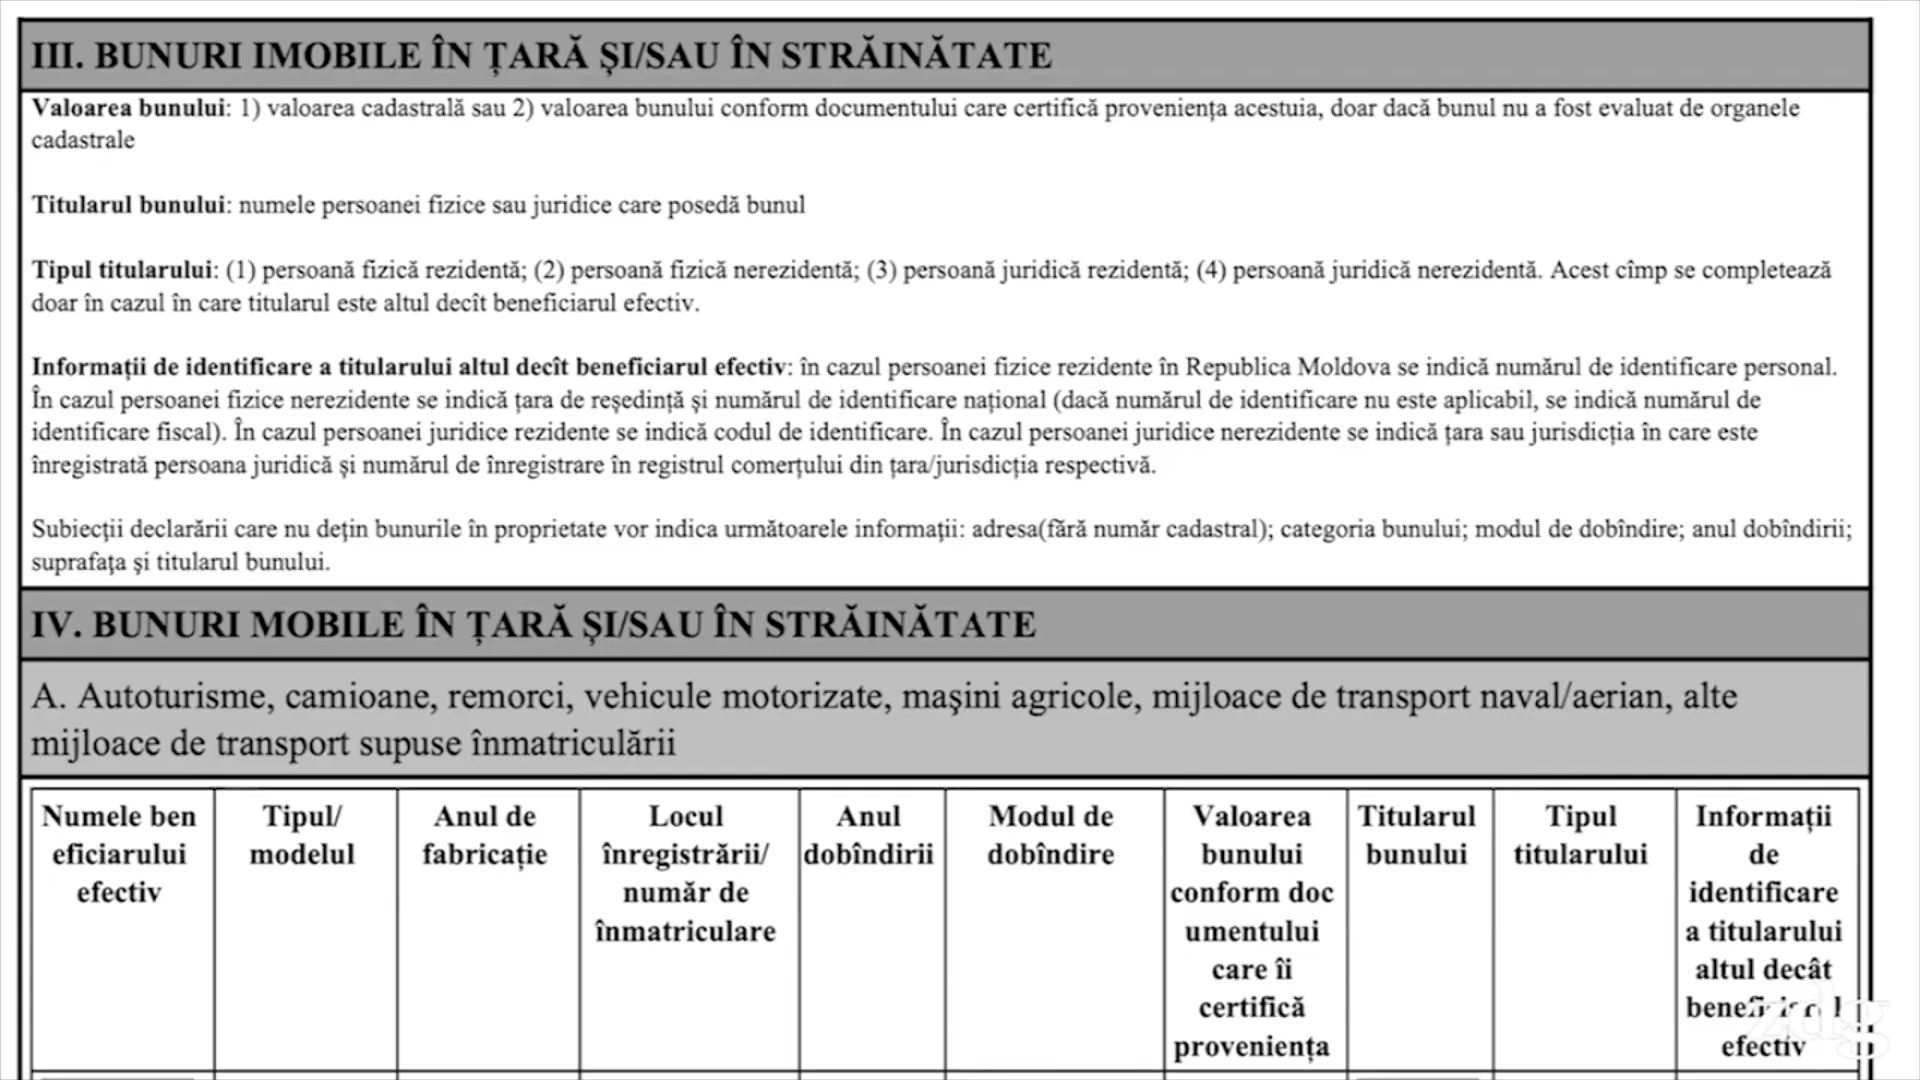 III. BUNURI IMOBILE ÎN ȚARĂ ȘI/SAU ÎN STRĂINĂTATE
Valoarea bunului: 1) valoarea cadastrală sau 2) valoarea bunului conform documentului care certifică proveniența acestuia, doar dacă bunul nu a fost evaluat de organele
cadastrale
Titularul bunului: numele persoanei fizice sau juridice care posedă bunul
Tipul titularului: (1) persoană fizică rezidentă; (2) persoană fizică nerezidentă; (3) persoană juridică rezidentă; (4) persoană juridică nerezidentă. Acest cîmp se completează
doar în cazul în care titularul este altul decît beneficiarul efectiv.
Informații de identificare a titularului altul decît beneficiarul efectiv: în cazul persoanei fizice rezidente în Republica Moldova se indică numărul de identificare personal.
În cazul persoanei fizice nerezidente se indică țara de reședință și numărul de identificare național (dacă numărul de identificare nu este aplicabil, se indică numărul de
identificare fiscal). În cazul persoanei juridice rezidente se indică codul de identificare. În cazul persoanei juridice nerezidente se indică țara sau jurisdicția în care este
înregistrată persoana juridică și numărul de înregistrare în registrul comerțului din țara/jurisdicția respectivă.
Subiecții declarării care nu dețin bunurile în proprietate vor indica următoarele informații: adresa(fără număr cadastral); categoria bunului; modul de dobîndire; anul dobîndirii;
suprafața și titularul bunului.
IV. BUNURI MOBILE ÎN ȚARĂ ȘI/SAU ÎN STRĂINĂTATE
A. Autoturisme, camioane, remorci, vehicule motorizate, mașini agricole, mijloace de transport naval/aerian, alte
mijloace de transport supuse înmatriculării
Numele ben
eficiarului
efectiv
Tipul/
modelul
Anul de
fabricație
Locul
înregistrării/
număr de
înmatriculare
Anul
dobîndirii
Modul de
dobîndire
Valoarea
bunului
conform doc
umentului
care îi
certifică
proveniența
Titularul
bunului
Tipul
titularului
Informații
de
identificare
a titularului
altul decât
beneficiarul
efectiv
zdg